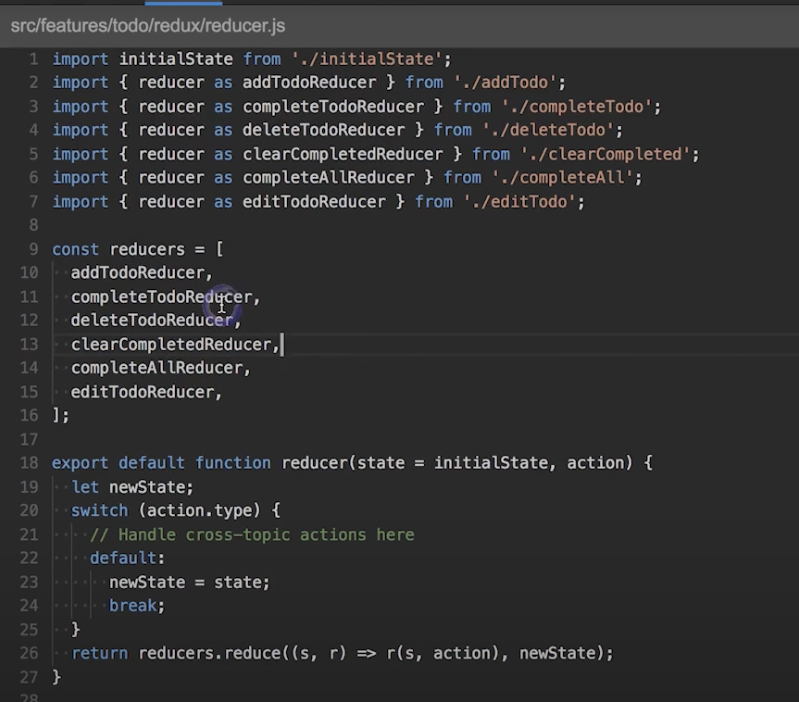 src/features/todo/redux/reducer.js
1 import initialState from './initialState';
2 import { reducer as addTodoReducer } from './addTodo';
3 import { reducer as completeTodoReducer } from './completeTodo';
4 import { reducer as deleteTodoReducer } from './deleteTodo';
5 import { reducer as clearCompletedReducer } from './clearCompleted';
6 import { reducer as completeAllReducer } from './completeAll';
7 import { reducer as editTodoReducer } from './editTodo';
8
9 const reducers = [
10 addTodoReducer,
11 completeTodoReducer,
12 deleteTodoReducer,
13 clearCompletedReducer,
14 completeAllReducer,
15 editTodoReducer,
16 ];
17
18 export default function reducer(state = initialState, action) {
19 let newState;
20 switch (action.type) {
21 // Handle cross-topic actions here
22 default:
23 newState = state;
24 break;
25 }
26 return reducers.reduce((s, r) => r(s, action), newState);
27 }
28